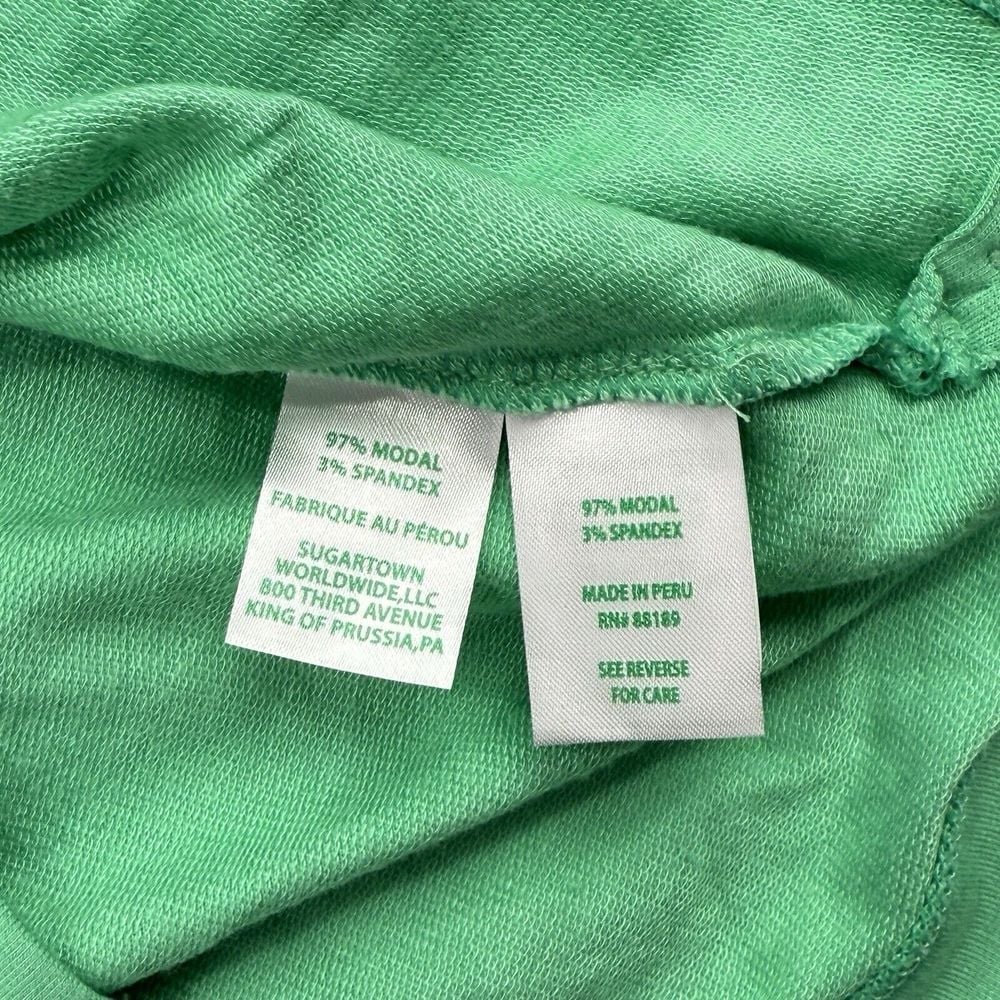 97% MODAL
3% SPANDEX
FABRIQUE AU PÉROU
SUGARTOWN
WORLDWIDE,LLC
800 THIRD AVENUE
KING OF PRUSSIA,PA
97% MODAL
3% SPANDEX
MADE IN PERU
RN# 88189
SEE REVERSE
FOR CARE